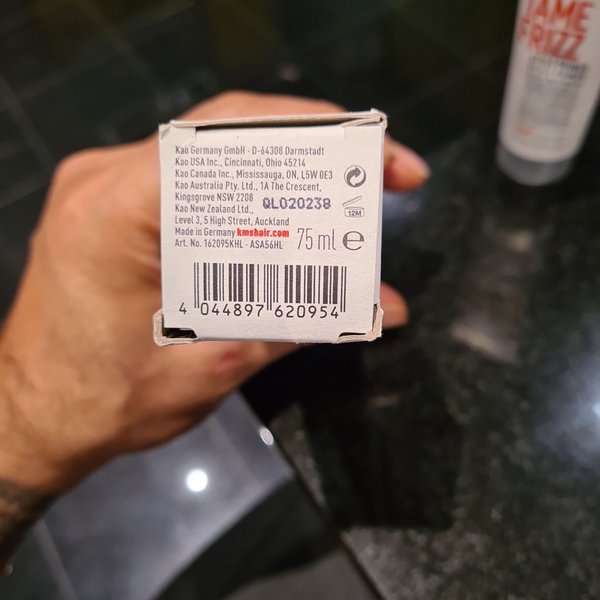 TAME
FRIZZ
Kao Germany GmbH · D-64308 Darmstadt
Kao USA Inc., Cincinnati, Ohio 45214
Kao Canada Inc., Mississauga, ON, L5W 0E3
Kao Australia Pty. Ltd., 1A The Crescent,
Kingsgrove NSW 2208
QL020238
Kao New Zealand Ltd.,
12M
Level 3, 5 High Street, Auckland
Made in Germany kmshair.com
75 ml e
Art. No. 162095KHL · ASA56HL
4 044897 620954